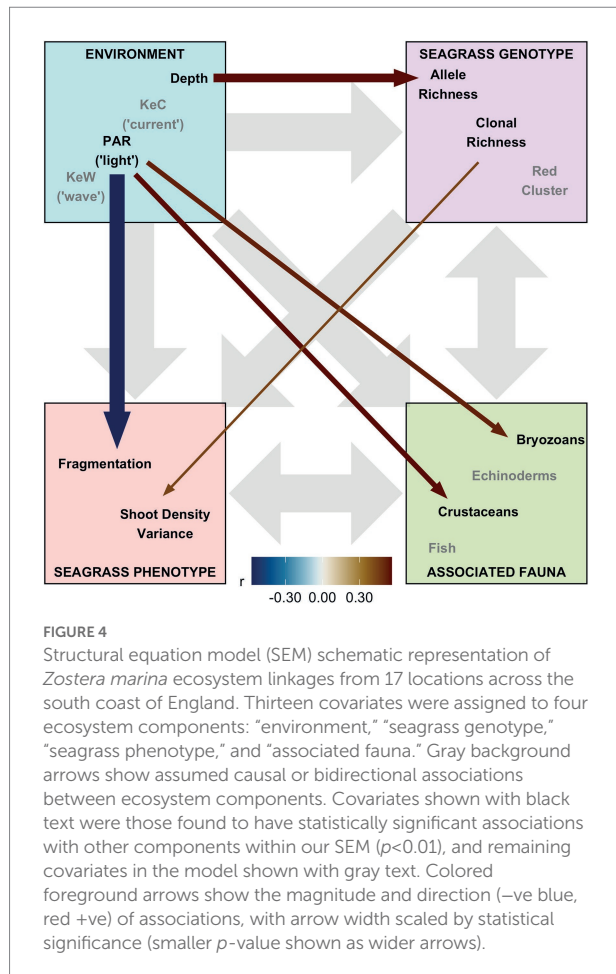 ENVIRONMENT
Depth
KeC
('current')
PAR
('light')
KeW
('wave')
SEAGRASS GENOTYPE
Allele
Richness
Clonal
Richness
Red
Cluster
Fragmentation
Shoot Density
Variance
SEAGRASS PHENOTYPE
Bryozoans
Echinoderms
Crustaceans
Fish
ASSOCIATED FAUNA
r
-0.30 0.00 0.30
FIGURE 4
Structural equation model (SEM) schematic representation of
Zostera marina ecosystem linkages from 17 locations across the
south coast of England. Thirteen covariates were assigned to four
ecosystem components: “environment,” “seagrass genotype,”
“seagrass phenotype,” and “associated fauna.” Gray background
arrows show assumed causal or bidirectional associations
between ecosystem components. Covariates shown with black
text were those found to have statistically significant associations
with other components within our SEM (p<0.01), and remaining
covariates in the model shown with gray text. Colored
foreground arrows show the magnitude and direction (−ve blue,
red +ve) of associations, with arrow width scaled by statistical
significance (smaller p-value shown as wider arrows).